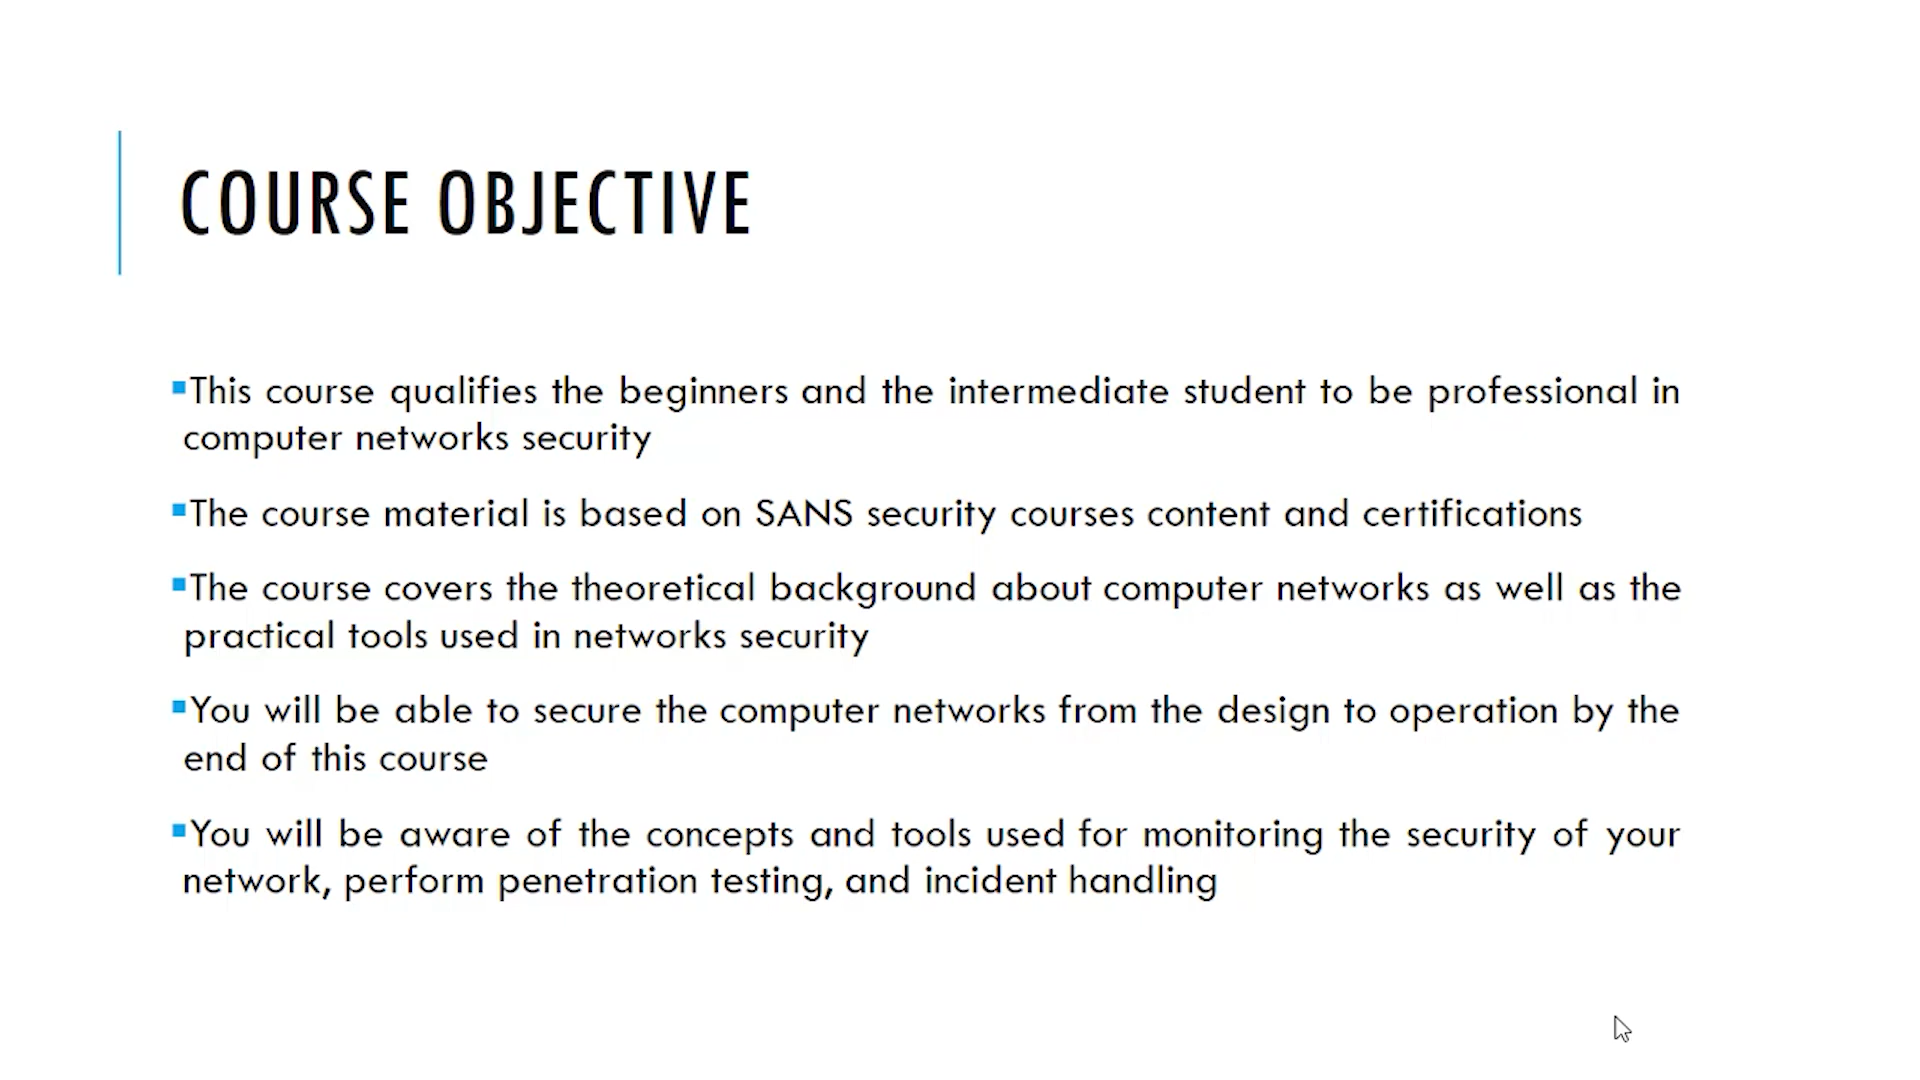 COURSE OBJECTIVE
▪This course qualifies the beginners and the intermediate student to be professional in
computer networks security
▪The course material is based on SANS security courses content and certifications
▪The course covers the theoretical background about computer networks as well as the
practical tools used in networks security
▪You will be able to secure the computer networks from the design to operation by the
end of this course
▪You will be aware of the concepts and tools used for monitoring the security of your
network, perform penetration testing, and incident handling